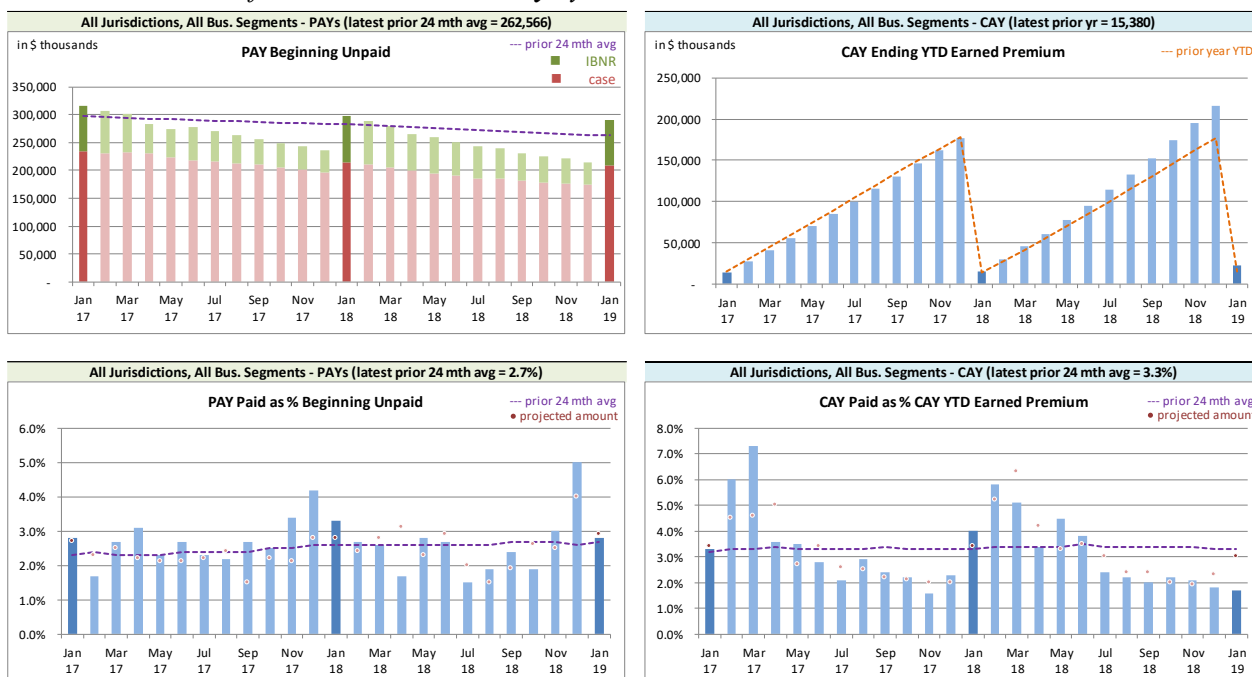 All Jurisdictions, All Bus. Segments - PAYs (latest prior 24 mth avg = 262,566)
in $ thousands
PAY Beginning Unpaid
--- prior 24 mth avg
IBNR
case
350,000
300,000
250,000
200,000
150,000
100,000
50,000
-
Jan Mar May Jul Sep Nov Jan Mar May Jul Sep Nov Jan
17 17 17 17 17 17 18 18 18 18 18 18 19
All Jurisdictions, All Bus. Segments - CAY (latest prior yr = 15,380)
in $ thousands
CAY Ending YTD Earned Premium
--- prior year YTD
250,000
200,000
150,000
100,000
50,000
-
Jan Mar May Jul Sep Nov Jan Mar May Jul Sep Nov Jan
17 17 17 17 17 17 18 18 18 18 18 18 19
All Jurisdictions, All Bus. Segments - PAYs (latest prior 24 mth avg = 2.7%)
PAY Paid as % Beginning Unpaid
--- prior 24 mth avg
• projected amount
6.0%
5.0%
4.0%
3.0%
2.0%
1.0%
0.0%
Jan Mar May Jul Sep Nov Jan Mar May Jul Sep Nov Jan
17 17 17 17 17 17 18 18 18 18 18 18 19
All Jurisdictions, All Bus. Segments - CAY (latest prior 24 mth avg = 3.3%)
CAY Paid as % CAY YTD Earned Premium
--- prior 24 mth avg
• projected amount
8.0%
7.0%
6.0%
5.0%
4.0%
3.0%
2.0%
1.0%
0.0%
Jan Mar May Jul Sep Nov Jan Mar May Jul Sep Nov Jan
17 17 17 17 17 17 18 18 18 18 18 18 19